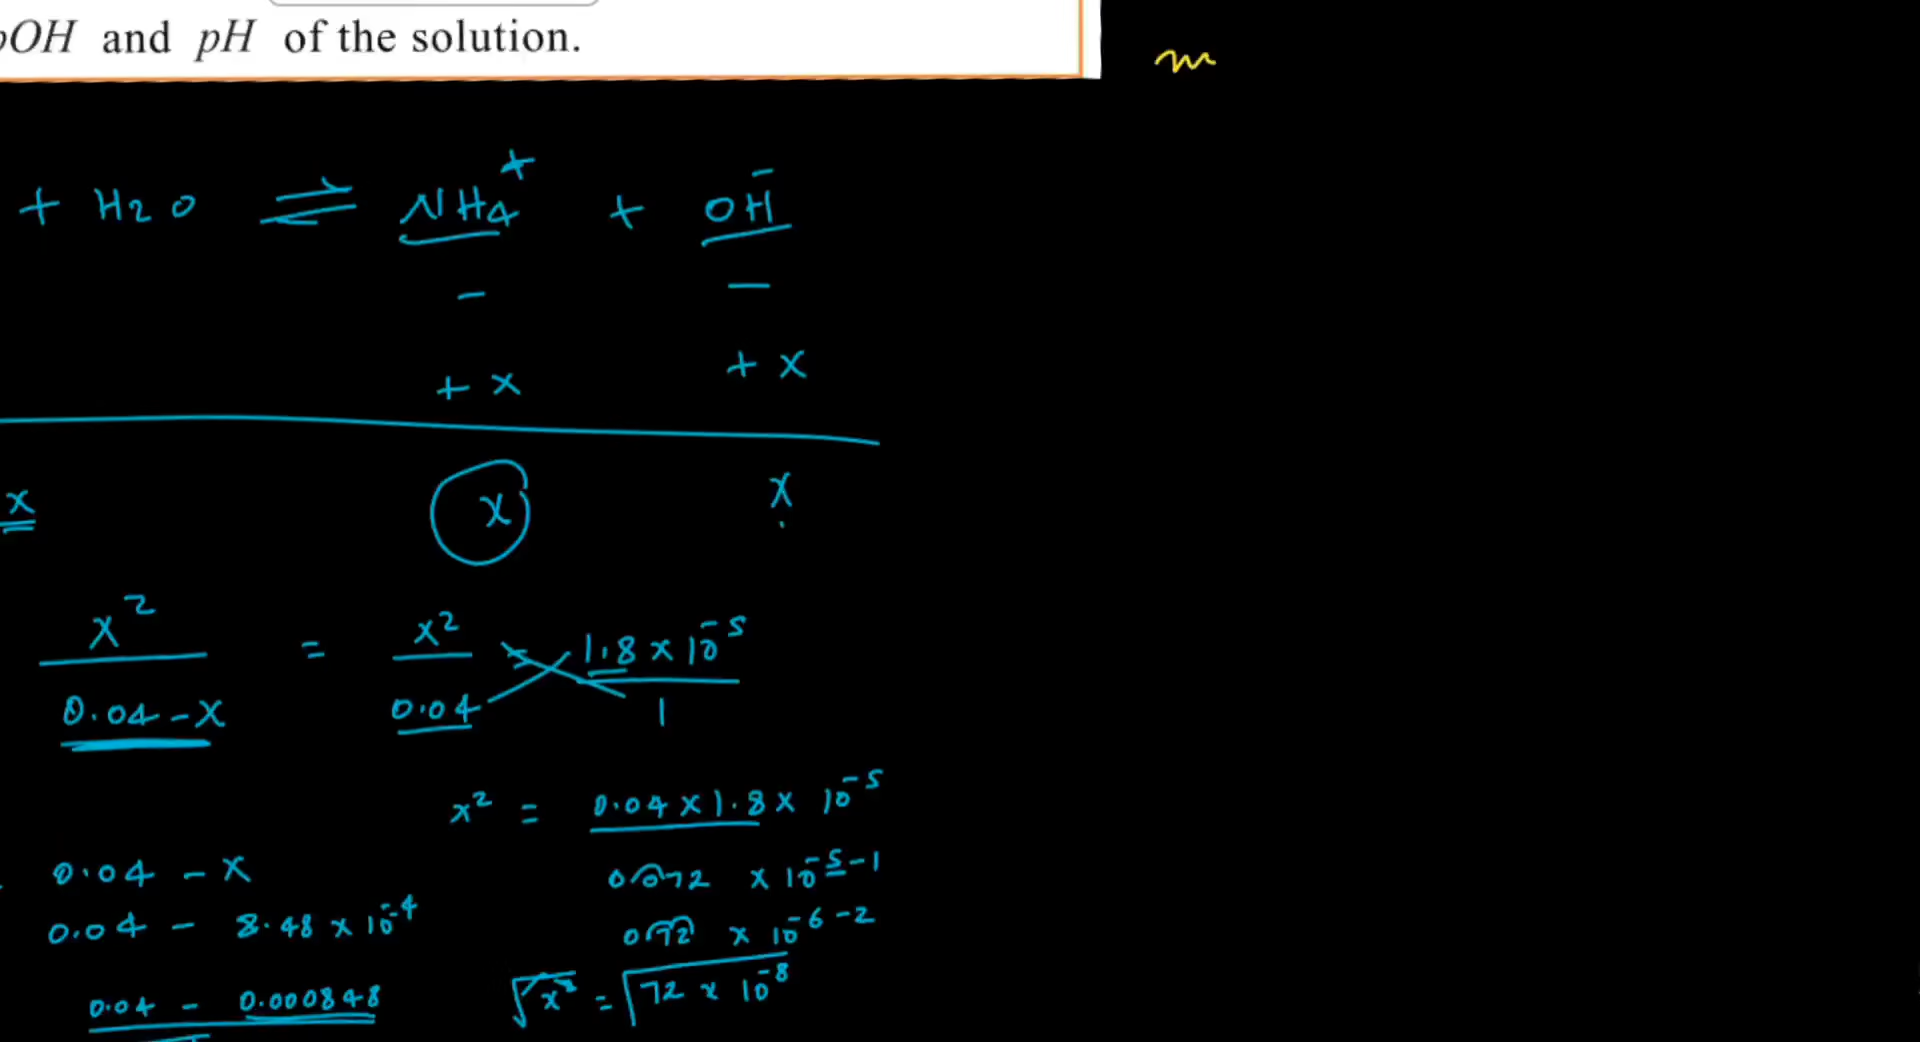 pOH and pH of the solution.
m
+ H2O ⇌ NH4+ + OH-
- -
+ x + x
x x x
x² / 0.04 - x = x² / 0.04 = 1.8 x 10^-5 / 1
x² = 0.04 x 1.8 x 10^-5
0.04 - x
0.072 x 10^-5-1
0.04 - 8.48 x 10^-4
0.72 x 10^-6-2
0.04 - 0.000848
√x² = √72 x 10^-8